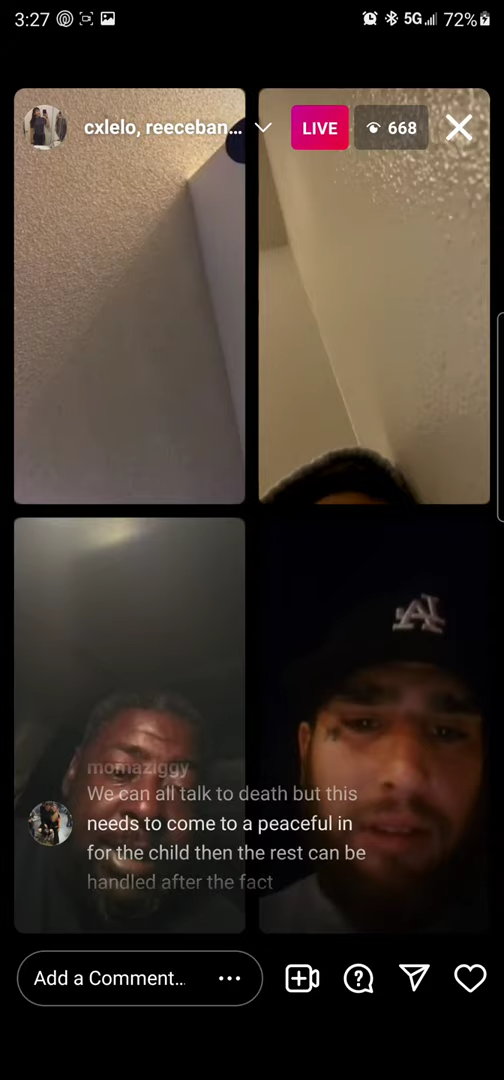 3:27 5G 72%
cxlelo, reeceban... LIVE 668
LA
momaziggy
We can all talk to death but this
needs to come to a peaceful in
for the child then the rest can be
handled after the fact
Add a Comment...